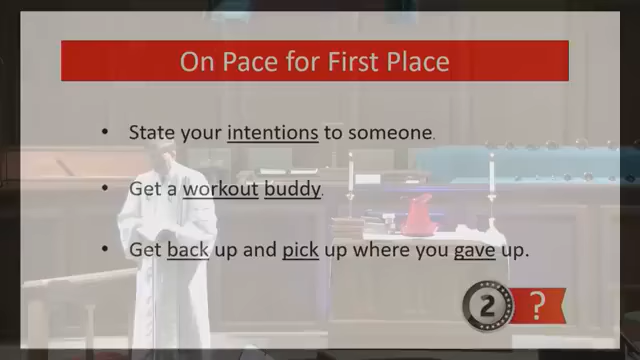 On Pace for First Place
• State your intentions to someone.
• Get a workout buddy.
• Get back up and pick up where you gave up.
2 ?